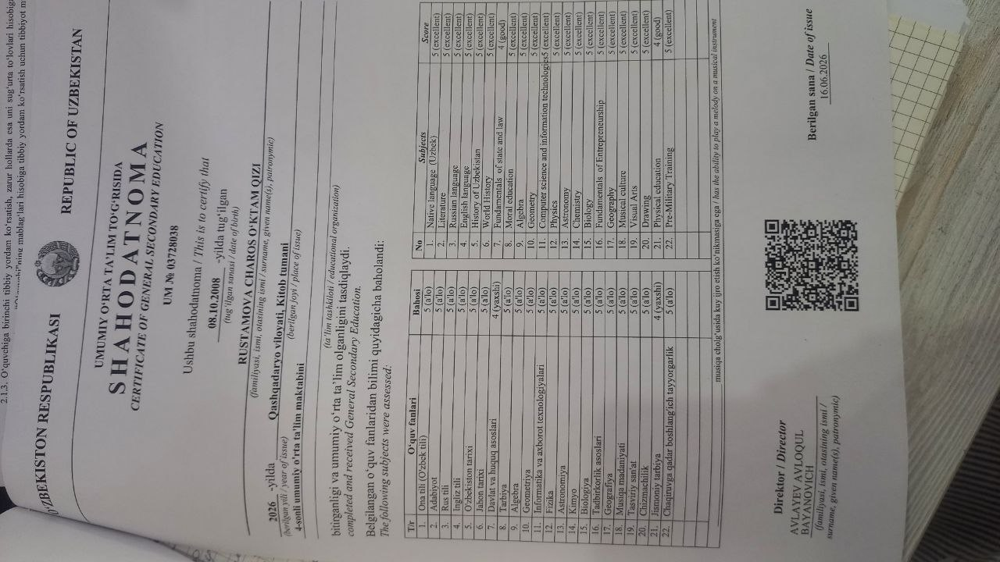 2.1.3. O‘quvchiga birinchi tibbiy yordam ko‘rsatish, zarur hollarda esa uni sug‘urta to‘lovlari hisobiga
mablag‘lari hisobiga tibbiy yordam ko‘rsatish uchun tibbiyot
O‘ZBEKISTON RESPUBLIKASI
REPUBLIC OF UZBEKISTAN
UMUMIY O‘RTA TA’LIM TO‘G‘RISIDA
SHAHODATNOMA
CERTIFICATE OF GENERAL SECONDARY EDUCATION
UM № 03728038
Ushbu shahodatnoma / This is to certify that
08.10.2008 -yilda tug‘ilgan
(tug‘ilgan sanasi / date of birth)
RUSTAMOVA CHAROS O‘KTAM QIZI
(familiyasi, ismi, otasining ismi / surname, given name(s), patronymic)
2026 -yilda Qashqadaryo viloyati, Kitob tumani
(berilgan yili / year of issue) (berilgan joyi / place of issue)
4-sonli umumiy o’rta ta’lim maktabini
(ta’lim tashkiloti / educational organization)
bitirganligi va umumiy o‘rta ta’lim olganligini tasdiqlaydi.
completed and received General Secondary Education.
Belgilangan o‘quv fanlaridan bilimi quyidagicha baholandi:
The following subjects were assessed:
T/r O‘quv fanlari Bahosi
1. Ona tili (O‘zbek tili) 5 (a'lo)
2. Adabiyot 5 (a'lo)
3. Rus tili 5 (a'lo)
4. Ingliz tili 5 (a'lo)
5. O‘zbekiston tarixi 5 (a'lo)
6. Jahon tarixi 5 (a'lo)
7. Davlat va huquq asoslari 4 (yaxshi)
8. Tarbiya 5 (a'lo)
9. Algebra 5 (a'lo)
10. Geometriya 5 (a'lo)
11. Informatika va axborot texnologiyalari 5 (a'lo)
12. Fizika 5 (a'lo)
13. Astronomiya 5 (a'lo)
14. Kimyo 5 (a'lo)
15. Biologiya 5 (a'lo)
16. Tadbirkorlik asoslari 5 (a'lo)
17. Geografiya 5 (a'lo)
18. Musiqa madaniyati 5 (a'lo)
19. Tasviriy san'at 5 (a'lo)
20. Chizmachilik 5 (a'lo)
21. Jismoniy tarbiya 4 (yaxshi)
22. Chaqiruvga qadar boshlang‘ich tayyorgarlik 5 (a'lo)
No Subjects Score
1. Native language (Uzbek) 5 (excellent)
2. Literature 5 (excellent)
3. Russian language 5 (excellent)
4. English language 5 (excellent)
5. History of Uzbekistan 5 (excellent)
6. World History 5 (excellent)
7. Fundamentals of state and law 4 (good)
8. Moral education 5 (excellent)
9. Algebra 5 (excellent)
10. Geometry 5 (excellent)
11. Computer science and information technologies 5 (excellent)
12. Physics 5 (excellent)
13. Astronomy 5 (excellent)
14. Chemistry 5 (excellent)
15. Biology 5 (excellent)
16. Fundamentals of Entrepreneurship 5 (excellent)
17. Geography 5 (excellent)
18. Musical culture 5 (excellent)
19. Visual Arts 5 (excellent)
20. Drawing 5 (excellent)
21. Physical education 4 (good)
22. Pre-Military Training 5 (excellent)
musiqa cholg‘usida kuy ijro etish ko‘nikmasiga ega / has the ability to play a melody on a musical instrument
Direktor / Director
AVLAYEV AVLOQUL
BAYANOVICH
(familiyasi, ismi, otasining ismi /
surname, given name(s), patronymic)
Berilgan sana / Date of issue
16.06.2026